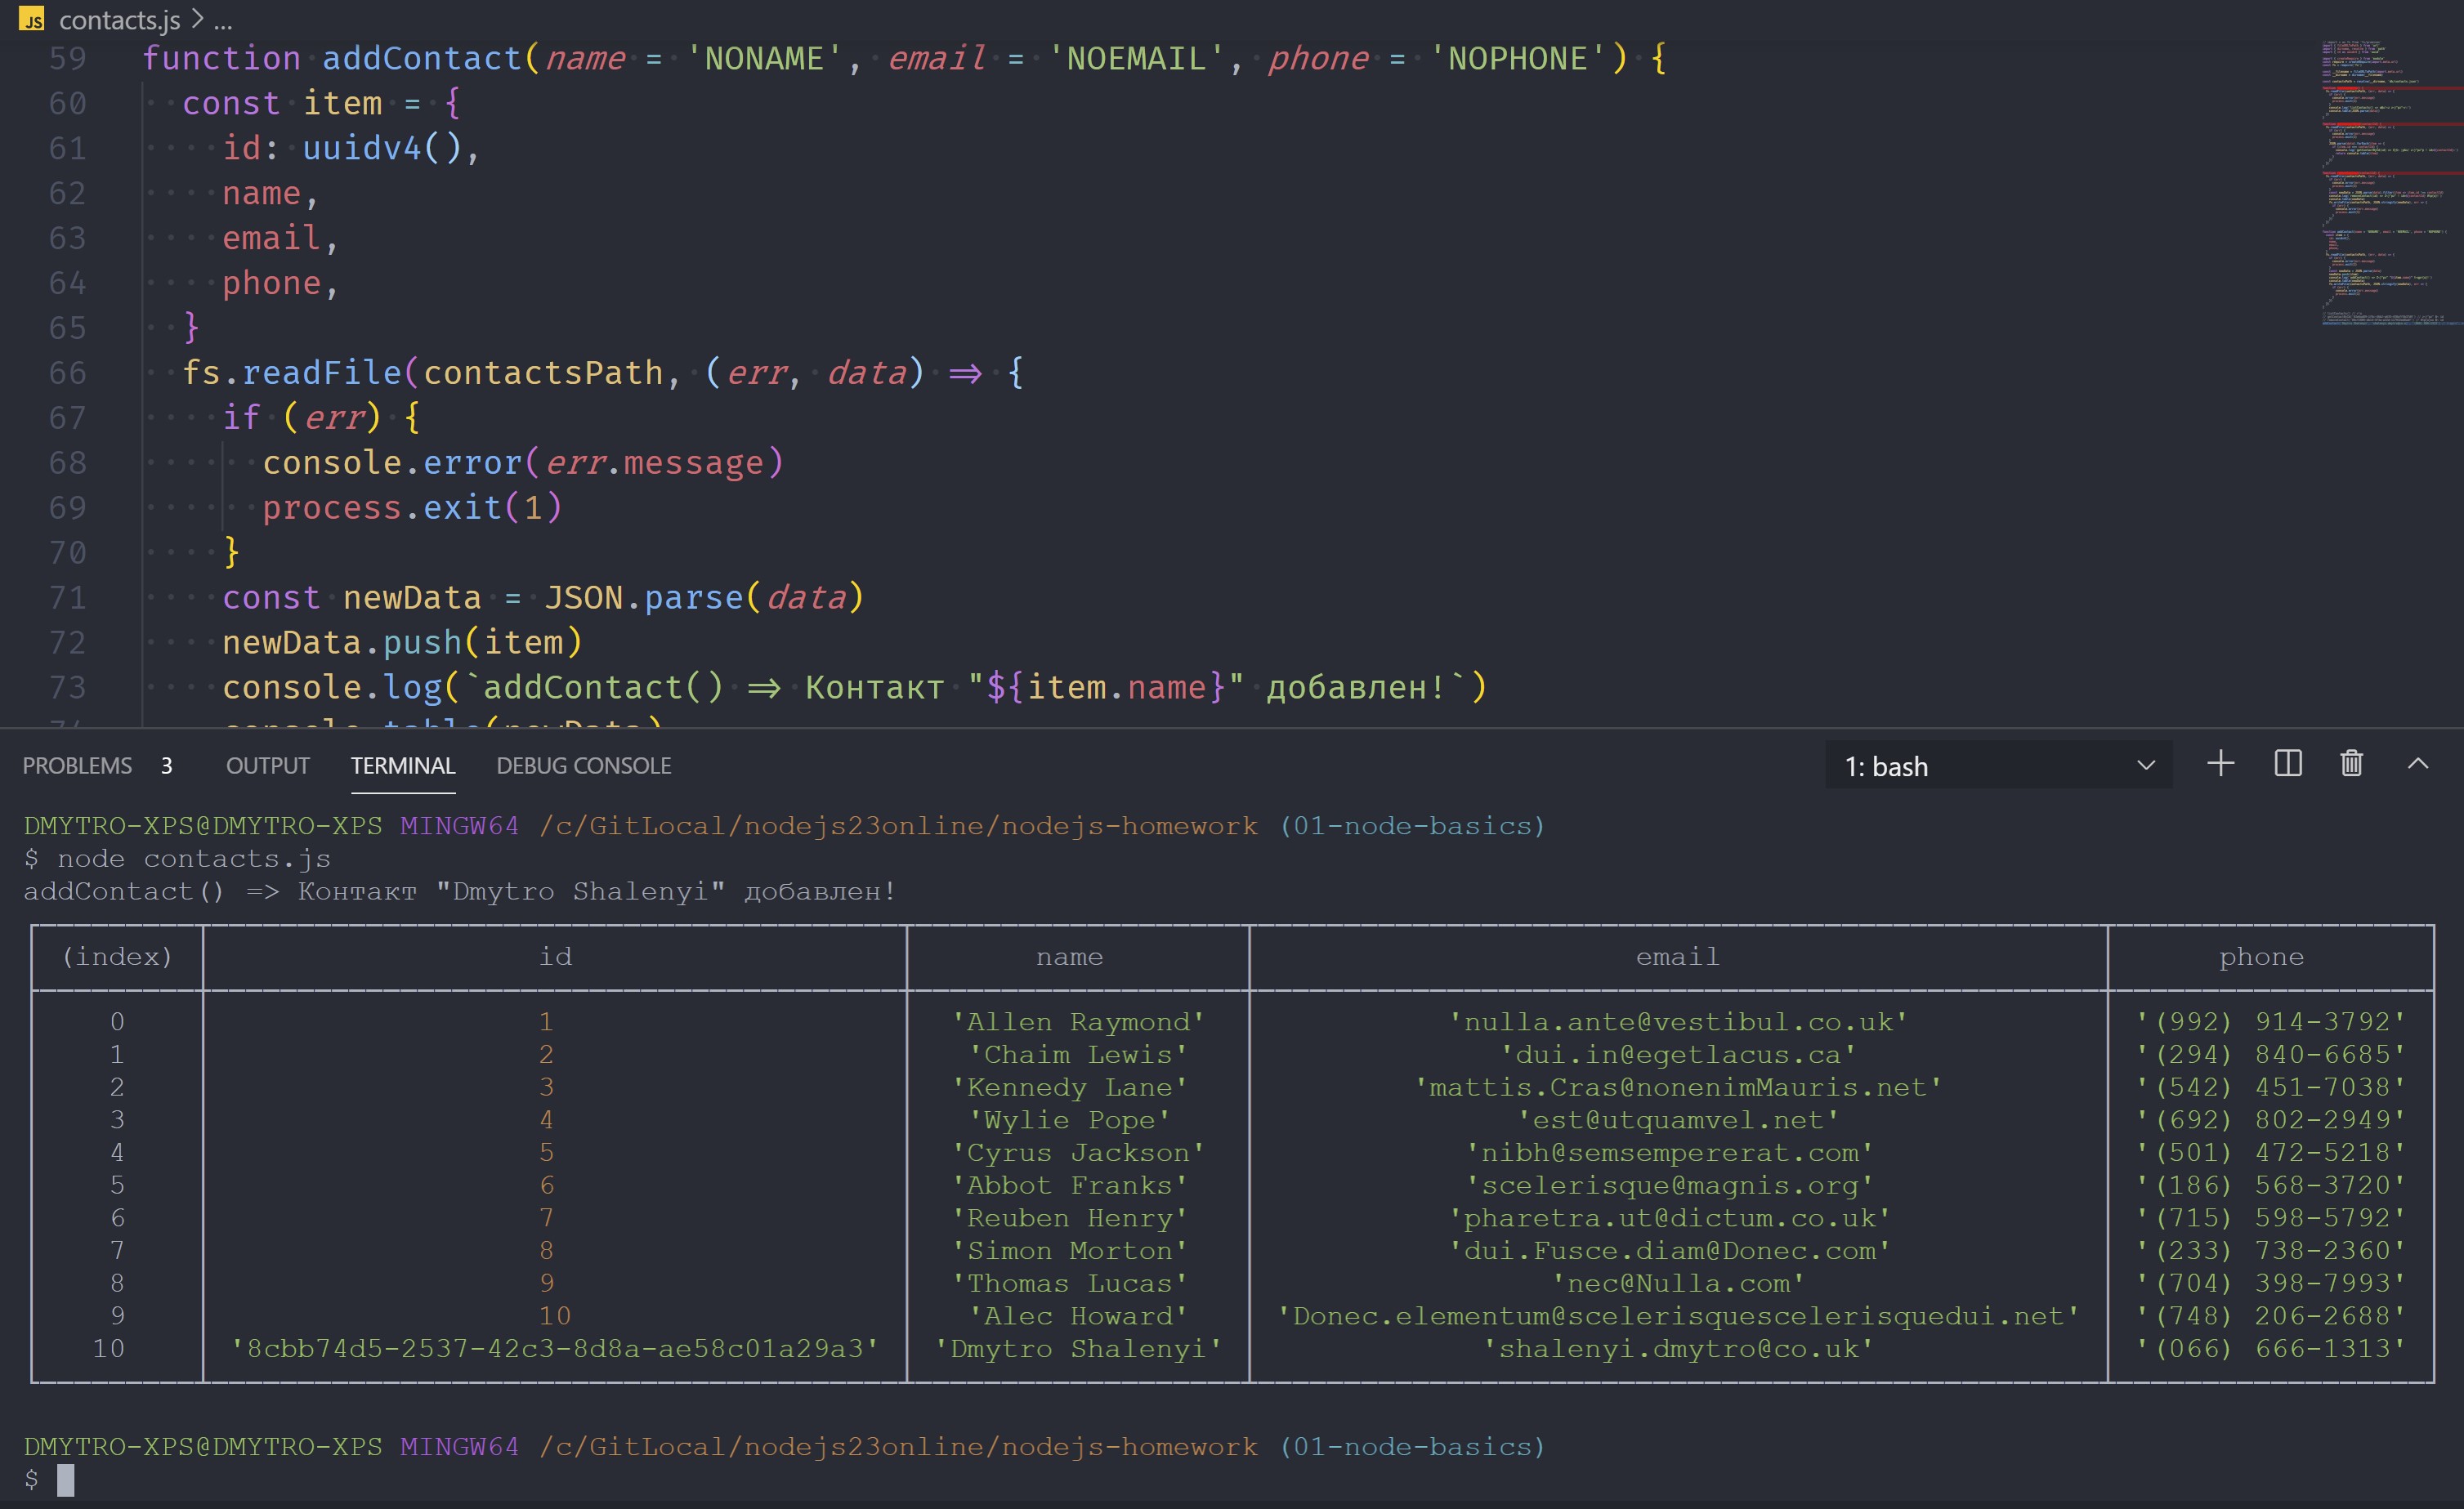 JS contacts.js > ...
59 function addContact(name = 'NONAME', email = 'NOEMAIL', phone = 'NOPHONE') {
60 const item = {
61 id: uuidv4(),
62 name,
63 email,
64 phone,
65 }
66 fs.readFile(contactsPath, (err, data) => {
67 if (err) {
68 console.error(err.message)
69 process.exit(1)
70 }
71 const newData = JSON.parse(data)
72 newData.push(item)
73 console.log(`addContact() => Контакт "${item.name}" добавлен!`)
74 console.table(newData)
PROBLEMS 3 OUTPUT TERMINAL DEBUG CONSOLE 1: bash
DMYTRO-XPS@DMYTRO-XPS MINGW64 /c/GitLocal/nodejs23online/nodejs-homework (01-node-basics)
$ node contacts.js
addContact() => Контакт "Dmytro Shalenyi" добавлен!
(index) id name email phone
0 1 'Allen Raymond' 'nulla.ante@vestibul.co.uk' '(992) 914-3792'
1 2 'Chaim Lewis' 'dui.in@egetlacus.ca' '(294) 840-6685'
2 3 'Kennedy Lane' 'mattis.Cras@nonenimMauris.net' '(542) 451-7038'
3 4 'Wylie Pope' 'est@utquamvel.net' '(692) 802-2949'
4 5 'Cyrus Jackson' 'nibh@semsempererat.com' '(501) 472-5218'
5 6 'Abbot Franks' 'scelerisque@magnis.org' '(186) 568-3720'
6 7 'Reuben Henry' 'pharetra.ut@dictum.co.uk' '(715) 598-5792'
7 8 'Simon Morton' 'dui.Fusce.diam@Donec.com' '(233) 738-2360'
8 9 'Thomas Lucas' 'nec@Nulla.com' '(704) 398-7993'
9 10 'Alec Howard' 'Donec.elementum@scelerisquescelerisquedui.net' '(748) 206-2688'
10 '8cbb74d5-2537-42c3-8d8a-ae58c01a29a3' 'Dmytro Shalenyi' 'shalenyi.dmytro@co.uk' '(066) 666-1313'
DMYTRO-XPS@DMYTRO-XPS MINGW64 /c/GitLocal/nodejs23online/nodejs-homework (01-node-basics)
$